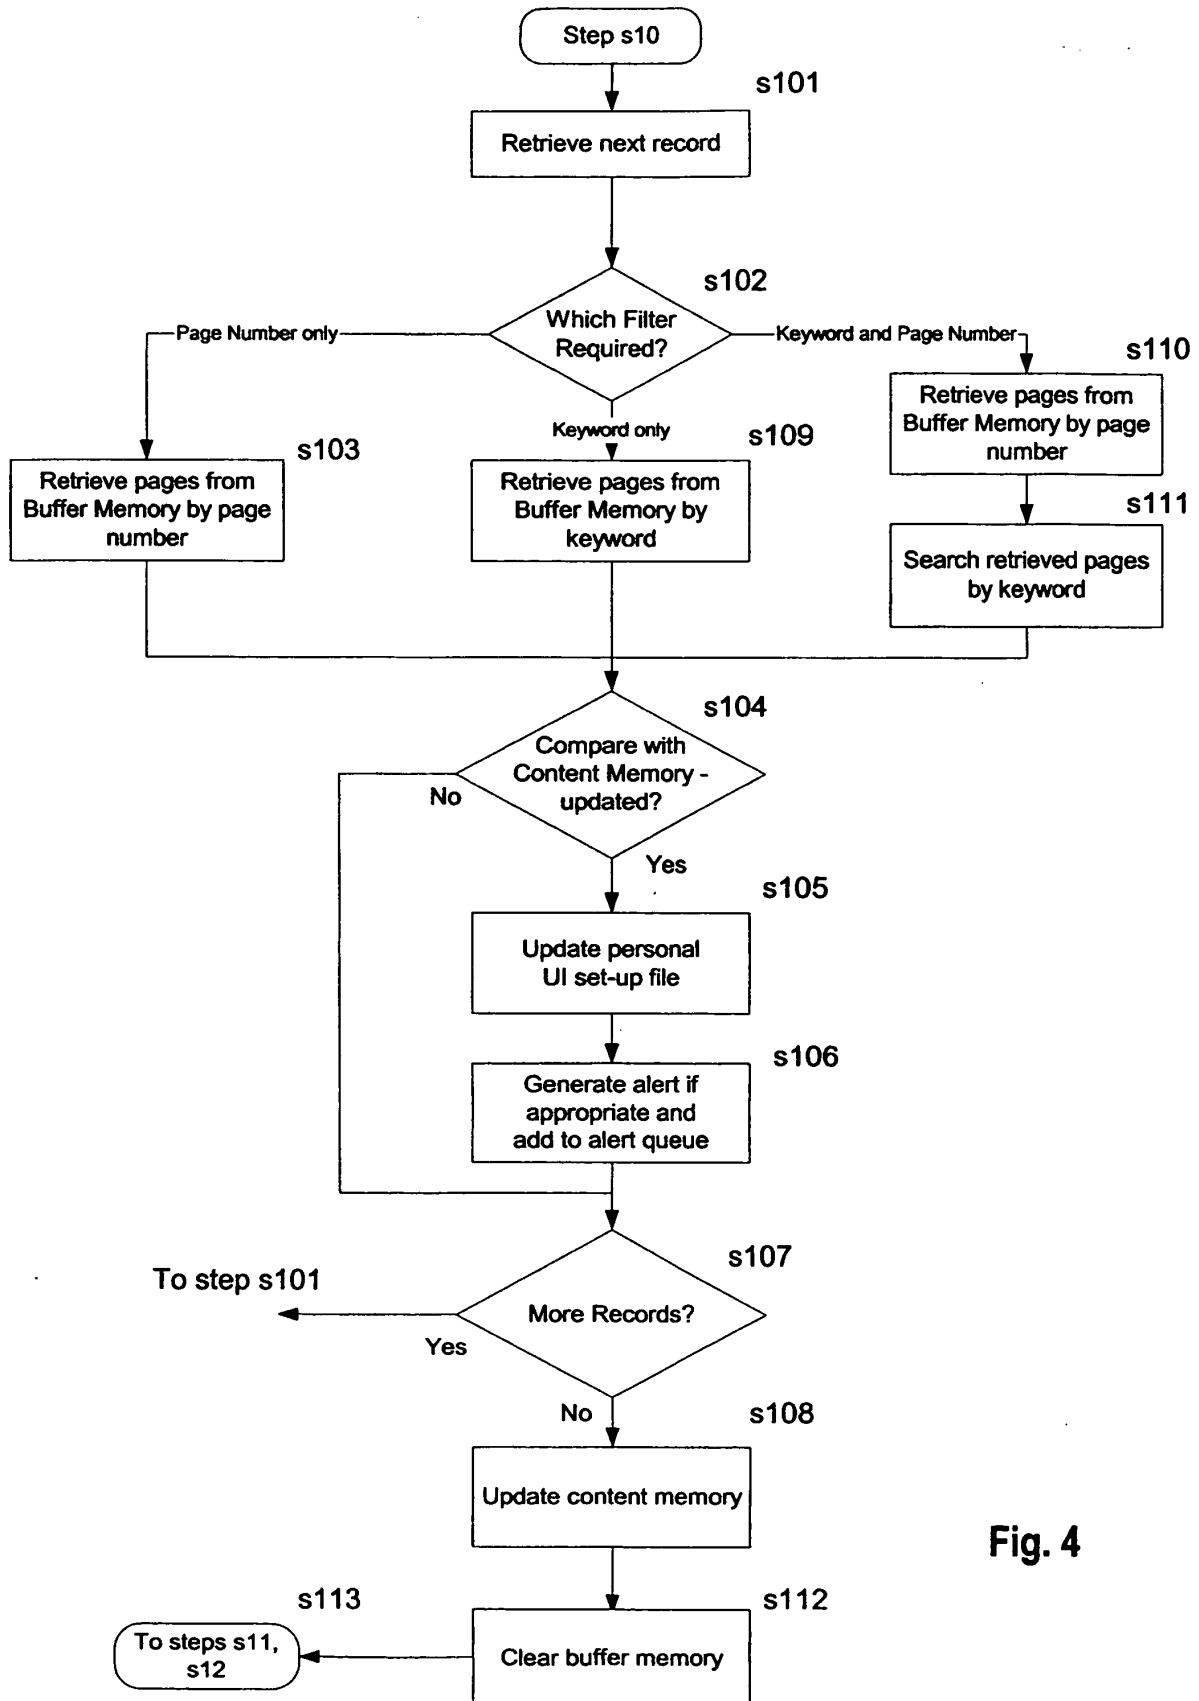 Step s10
s101
Retrieve next record
s102
Which Filter
Required?
Page Number only
Keyword and Page Number
Keyword only
s110
Retrieve pages from
Buffer Memory by page
number
s103
Retrieve pages from
Buffer Memory by page
number
s109
Retrieve pages from
Buffer Memory by
keyword
s111
Search retrieved pages
by keyword
s104
Compare with
Content Memory -
updated?
No
Yes
s105
Update personal
UI set-up file
s106
Generate alert if
appropriate and
add to alert queue
s107
To step s101
More Records?
Yes
No
s108
Update content memory
Fig. 4
s113
To steps s11,
s12
s112
Clear buffer memory